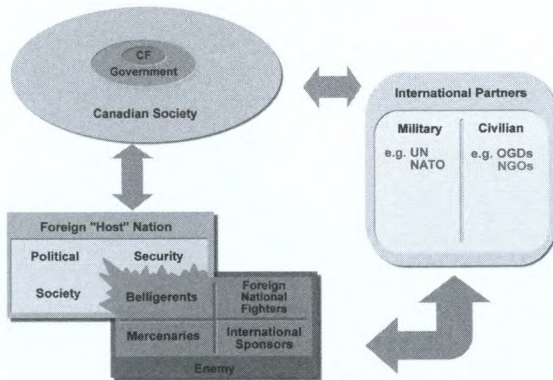 CF
Government
Canadian Society
International Partners
Military
e.g. UN
NATO
Civilian
e.g. OGDs
NGOs
Foreign "Host" Nation
Political
Security
Society
Belligerents
Foreign
National
Fighters
Mercenaries
International
Sponsors
Enemy